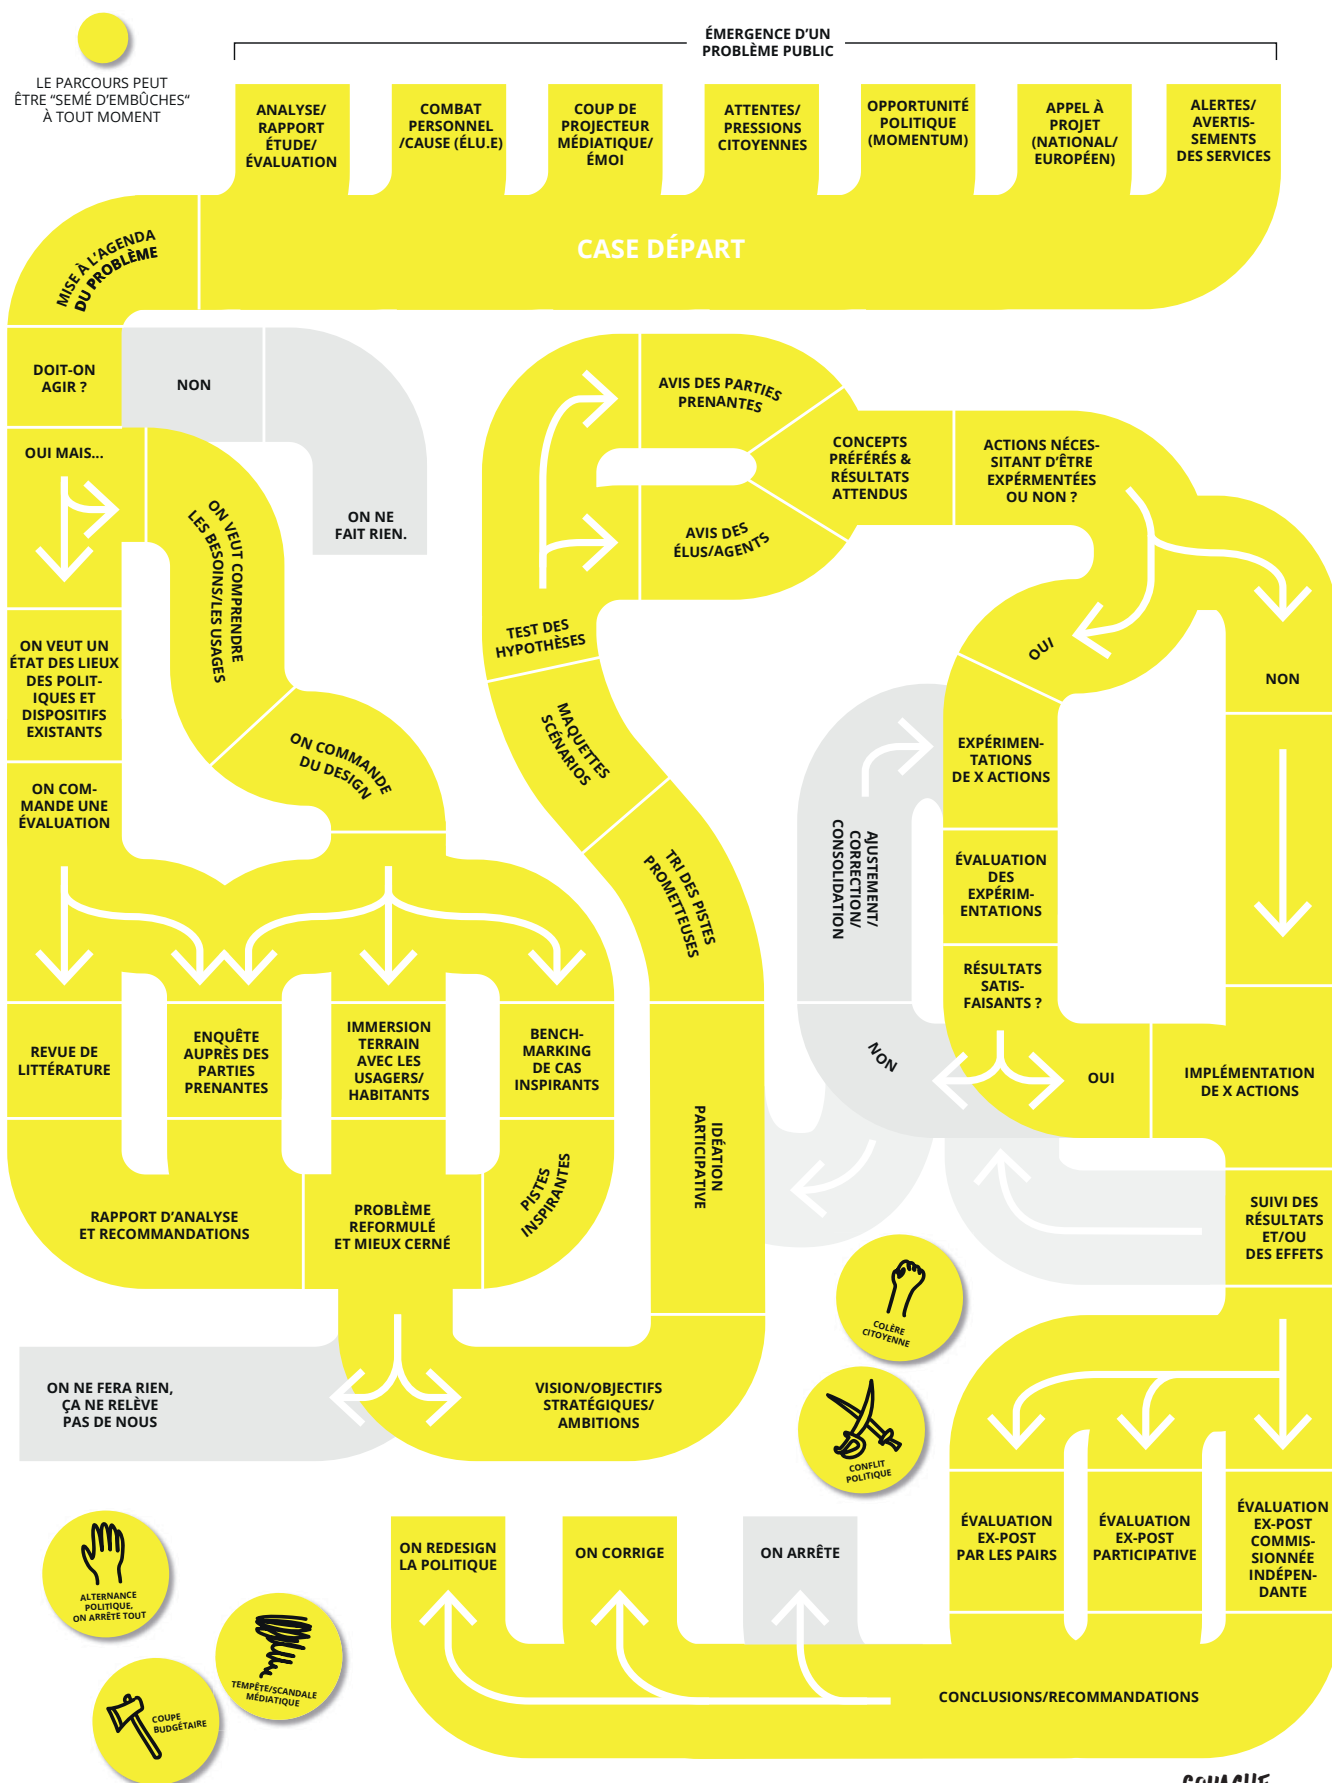 ÉMERGENCE D'UN
PROBLÈME PUBLIC
LE PARCOURS PEUT
ÊTRE "SEMÉ D'EMBÛCHES"
À TOUT MOMENT
ANALYSE/
RAPPORT
ÉTUDE/
ÉVALUATION
COMBAT
PERSONNEL
/CAUSE (ÉLU.E)
COUP DE
PROJECTEUR
MÉDIATIQUE/
ÉMOI
ATTENTES/
PRESSIONS
CITOYENNES
OPPORTUNITÉ
POLITIQUE
(MOMENTUM)
APPEL À
PROJET
(NATIONAL/
EUROPÉEN)
ALERTES/
AVERTIS-
SEMENTS
DES SERVICES
CASE DÉPART
MISE À L'AGENDA
DU PROBLÈME
DOIT-ON
AGIR ?
NON
ON NE
FAIT RIEN.
OUI MAIS...
ON VEUT COMPRENDRE
LES BESOINS/LES USAGES
ON VEUT UN
ÉTAT DES LIEUX
DES POLIT-
IQUES ET
DISPOSITIFS
EXISTANTS
ON COMMANDE
DU DESIGN
ON COM-
MANDE UNE
ÉVALUATION
REVUE DE
LITTÉRATURE
ENQUÊTE
AUPRÈS DES
PARTIES
PRENANTES
IMMERSION
TERRAIN
AVEC LES
USAGERS/
HABITANTS
BENCH-
MARKING
DE CAS
INSPIRANTS
RAPPORT D'ANALYSE
ET RECOMMANDATIONS
PROBLÈME
REFORMULÉ
ET MIEUX CERNÉ
PISTES
INSPIRANTES
ON NE FERA RIEN,
ÇA NE RELÈVE
PAS DE NOUS
VISION/OBJECTIFS
STRATÉGIQUES/
AMBITIONS
IDÉATION
PARTICIPATIVE
TRI DES PISTES
PROMETTEUSES
MAQUETTES
SCÉNARIOS
TEST DES
HYPOTHÈSES
AVIS DES PARTIES
PRENANTES
AVIS DES
ÉLUS/AGENTS
CONCEPTS
PRÉFÉRÉS &
RÉSULTATS
ATTENDUS
ACTIONS NÉCES-
SITANT D'ÊTRE
EXPÉRMENTÉES
OU NON ?
OUI
NON
EXPÉRIMEN-
TATIONS
DE X ACTIONS
AJUSTEMENT/
CORRECTION/
CONSOLIDATION
ÉVALUATION
DES
EXPÉRIM-
ENTATIONS
RÉSULTATS
SATIS-
FAISANTS ?
NON
OUI
IMPLÉMENTATION
DE X ACTIONS
SUIVI DES
RÉSULTATS
ET/OU
DES EFFETS
COLÈRE
CITOYENNE
CONFLIT
POLITIQUE
ÉVALUATION
EX-POST
PAR LES PAIRS
ÉVALUATION
EX-POST
PARTICIPATIVE
ÉVALUATION
EX-POST
COMMIS-
SIONNÉE
INDÉPEN-
DANTE
ON REDESIGN
LA POLITIQUE
ON CORRIGE
ON ARRÊTE
CONCLUSIONS/RECOMMANDATIONS
ALTERNANCE
POLITIQUE,
ON ARRÊTE TOUT
TEMPÊTE/SCANDALE
MÉDIATIQUE
COUPE
BUDGÉTAIRE